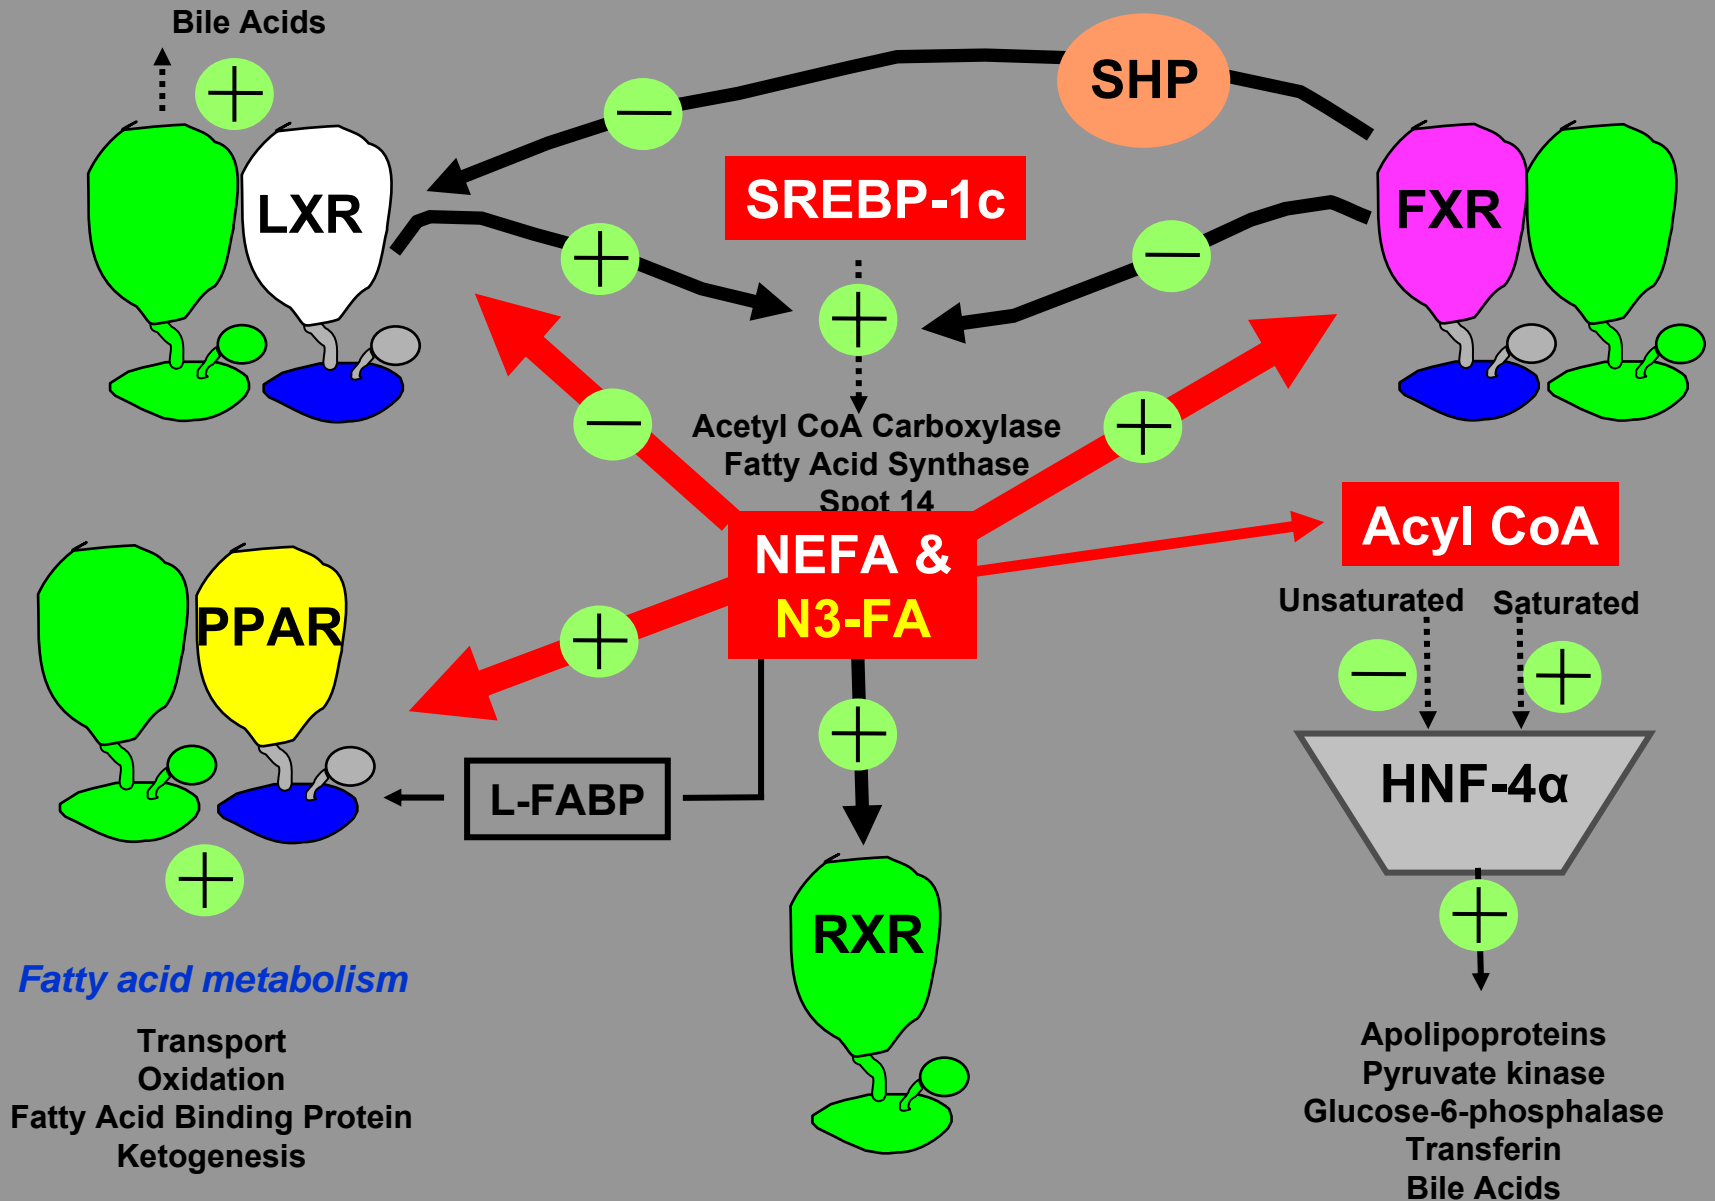 Bile Acids
SHP
LXR
SREBP-1c
FXR
Acetyl CoA Carboxylase
Fatty Acid Synthase
Spot 14
NEFA &
N3-FA
Acyl CoA
Unsaturated Saturated
PPAR
HNF-4α
L-FABP
RXR
Fatty acid metabolism
Transport
Oxidation
Fatty Acid Binding Protein
Ketogenesis
Apolipoproteins
Pyruvate kinase
Glucose-6-phosphalase
Transferin
Bile Acids